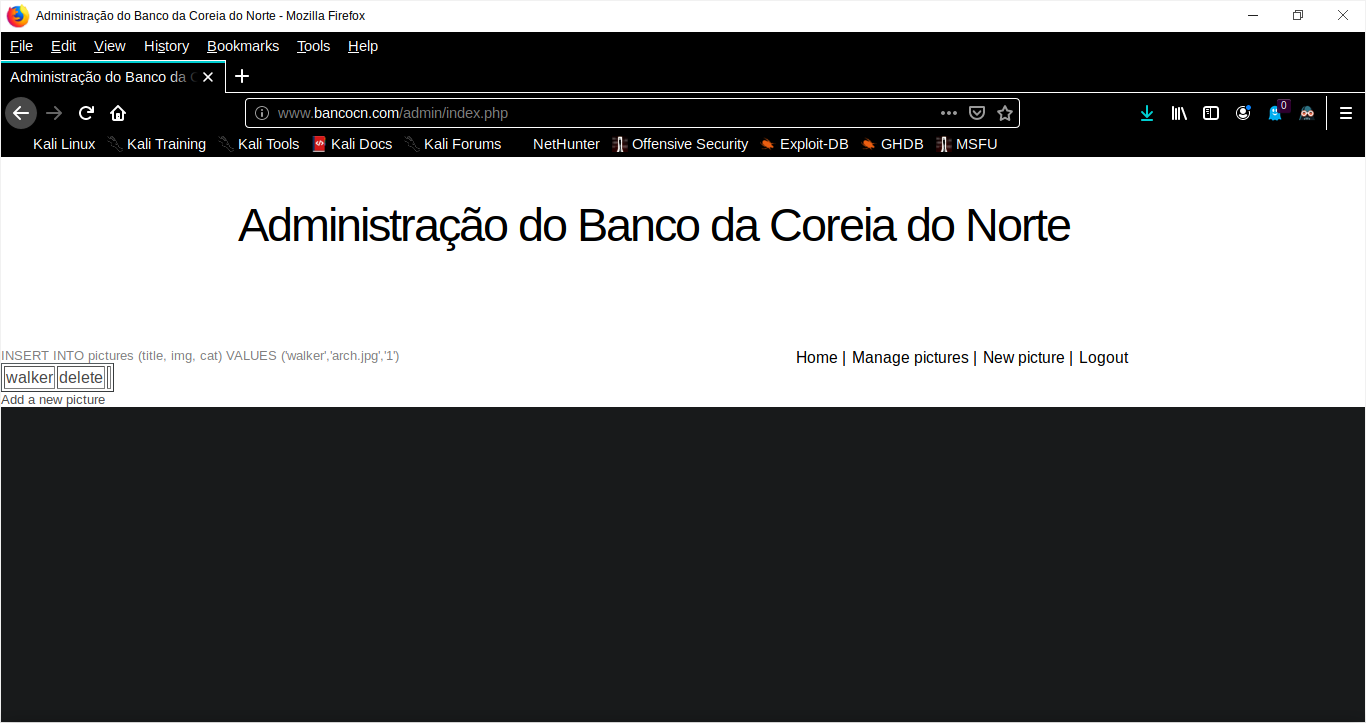 Administração do Banco da Coreia do Norte - Mozilla Firefox
File Edit View History Bookmarks Tools Help
Administração do Banco da C
www.bancocn.com/admin/index.php
0
Kali Linux Kali Training Kali Tools Kali Docs Kali Forums NetHunter Offensive Security Exploit-DB GHDB MSFU
Administração do Banco da Coreia do Norte
INSERT INTO pictures (title, img, cat) VALUES ('walker','arch.jpg','1')
Home | Manage pictures | New picture | Logout
walker delete
Add a new picture